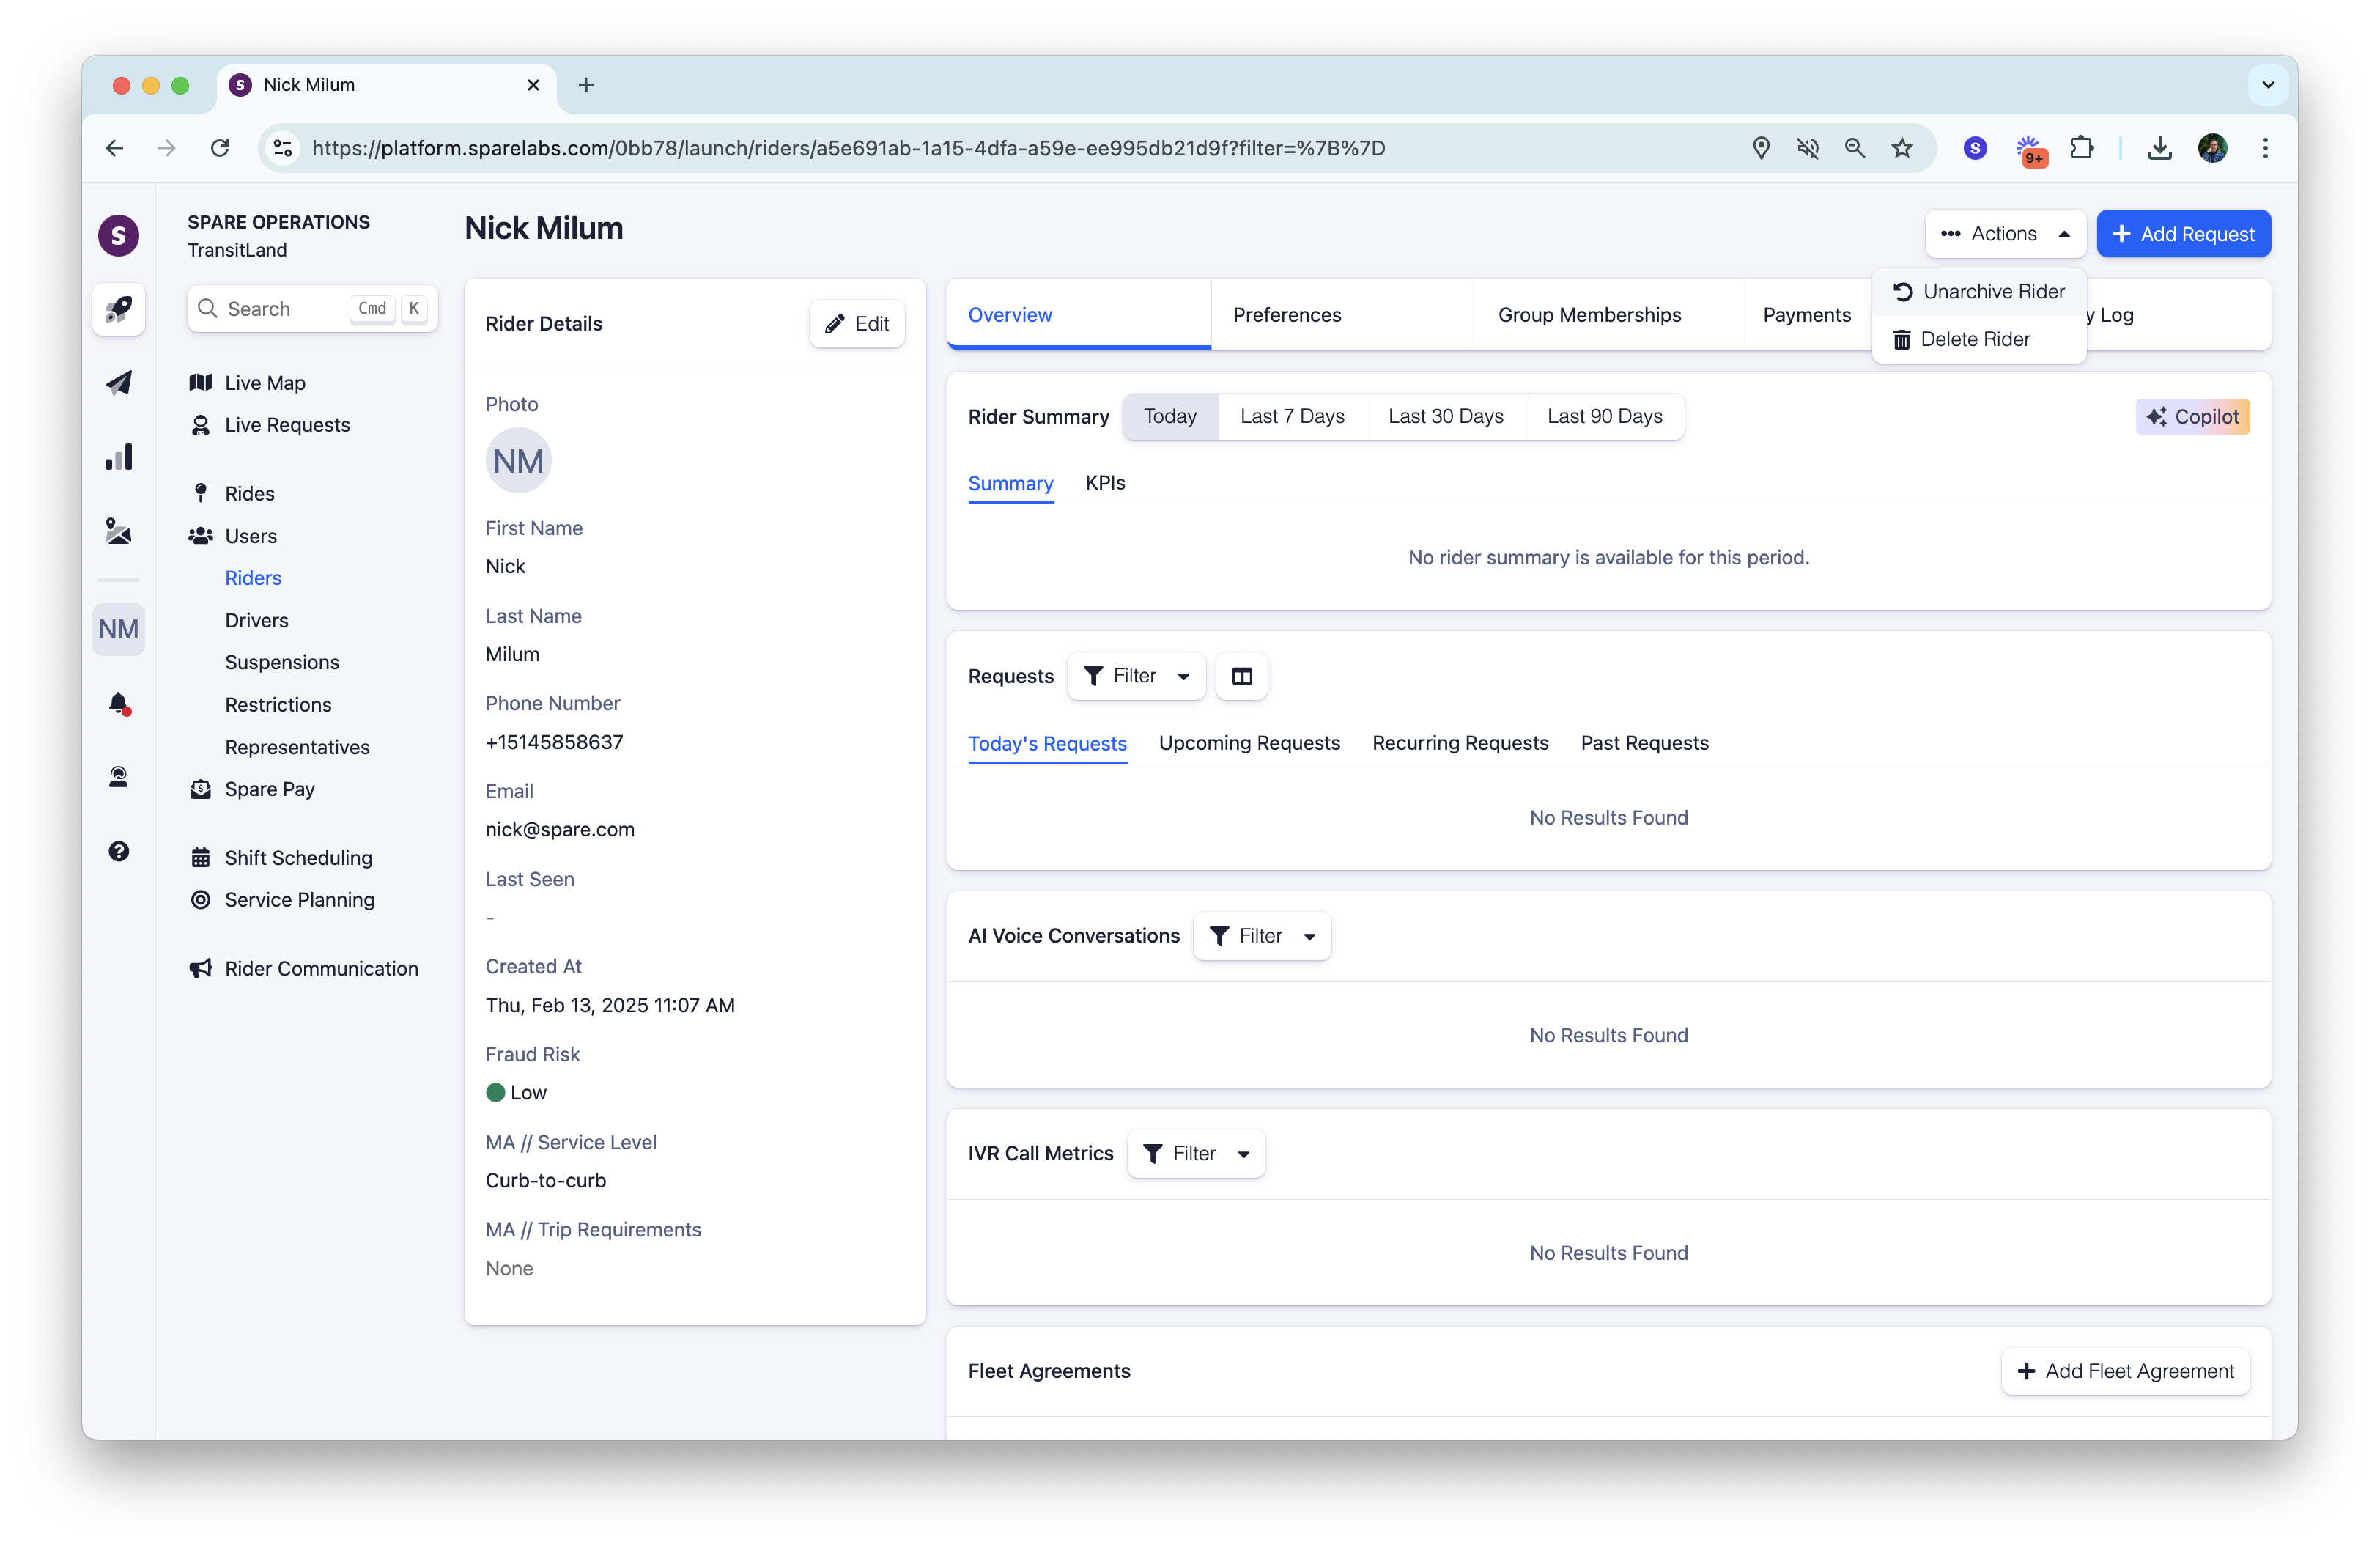 S Nick Milum
https://platform.sparelabs.com/0bb78/launch/riders/a5e691ab-1a15-4dfa-a59e-ee995db21d9f?filter=%7B%7D
S
9+
S
SPARE OPERATIONS
TransitLand
Search Cmd K
Live Map
Live Requests
Rides
Users
Riders
Drivers
Suspensions
Restrictions
Representatives
Spare Pay
Shift Scheduling
Service Planning
Rider Communication
NM
Nick Milum
Actions
Add Request
Unarchive Rider
Delete Rider
Rider Details
Edit
Photo
NM
First Name
Nick
Last Name
Milum
Phone Number
+15145858637
Email
nick@spare.com
Last Seen
-
Created At
Thu, Feb 13, 2025 11:07 AM
Fraud Risk
Low
MA // Service Level
Curb-to-curb
MA // Trip Requirements
None
Overview Preferences Group Memberships Payments y Log
Rider Summary Today Last 7 Days Last 30 Days Last 90 Days Copilot
Summary KPIs
No rider summary is available for this period.
Requests Filter
Today's Requests Upcoming Requests Recurring Requests Past Requests
No Results Found
AI Voice Conversations Filter
No Results Found
IVR Call Metrics Filter
No Results Found
Fleet Agreements Add Fleet Agreement